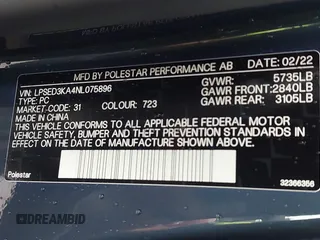 MFD BY POLESTAR PERFORMANCE AB
DATE: 02/22
VIN: LPSED3KA4NL075896
GVWR: 5735LB
TYPE: PC
GAWR FRONT:2840LB
MARKET CODE: 31 COLOUR: 723
GAWR REAR: 3105LB
MADE IN CHINA
THIS CAR CONFORMS TO ALL APPLICABLE FEDERAL MOTOR
VEHICLE SAFETY, BUMPER AND THEFT PREVENTION STANDARDS IN
EFFECT ON THE DATE OF MANUFACTURE SHOWN ABOVE.
Polestar
32366356
DREAMBID